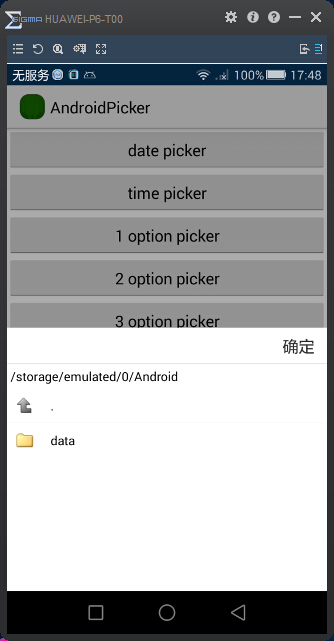 SIGMA HUAWEI-P6-T00
无服务 100% 17:48
AndroidPicker
date picker
time picker
1 option picker
2 option picker
3 option picker
确定
/storage/emulated/0/Android
.
data